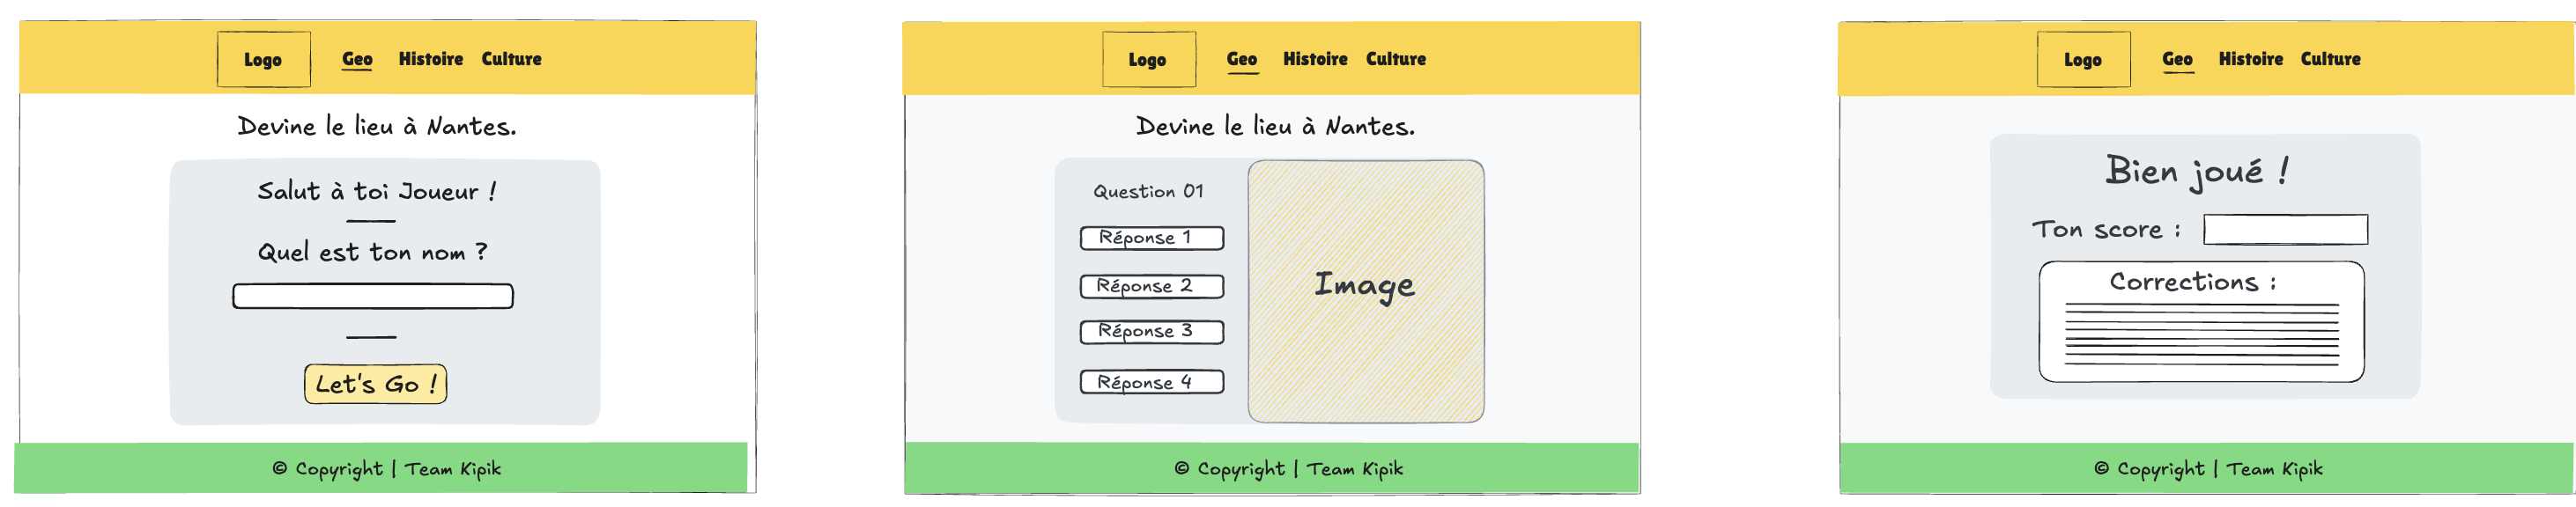 Logo Geo Histoire Culture
Devine le lieu à Nantes.
Salut à toi Joueur !
Quel est ton nom ?
Let's Go !
© Copyright | Team Kipik
Logo Geo Histoire Culture
Devine le lieu à Nantes.
Question 01
Réponse 1
Réponse 2
Réponse 3
Réponse 4
Image
© Copyright | Team Kipik
Logo Geo Histoire Culture
Bien joué !
Ton score :
Corrections :
© Copyright | Team Kipik